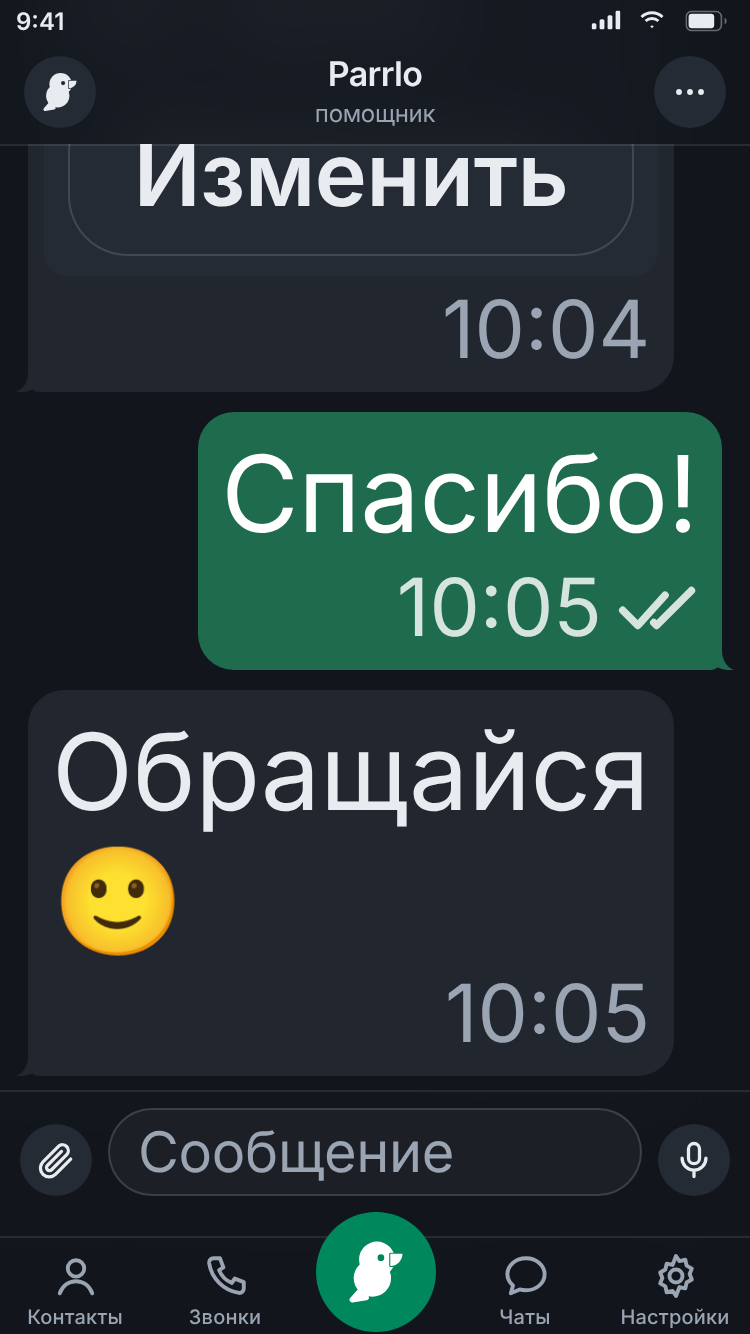 9:41
Parrlo
помощник
Изменить
10:04
Спасибо!
10:05
Обращайся
🙂
10:05
Сообщение
Контакты
Звонки
Чаты
Настройки